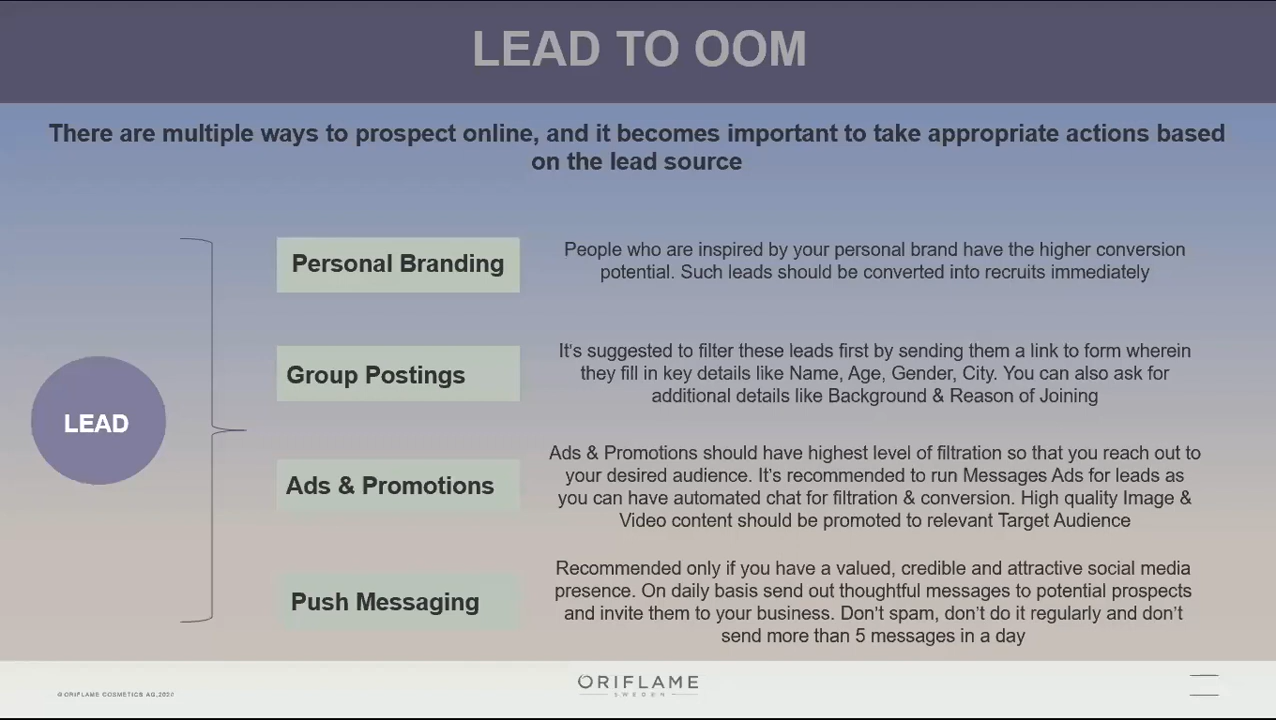 LEAD TO OOM
There are multiple ways to prospect online, and it becomes important to take appropriate actions based
on the lead source
LEAD
Personal Branding
People who are inspired by your personal brand have the higher conversion
potential. Such leads should be converted into recruits immediately
Group Postings
It's suggested to filter these leads first by sending them a link to form wherein
they fill in key details like Name, Age, Gender, City. You can also ask for
additional details like Background & Reason of Joining
Ads & Promotions
Ads & Promotions should have highest level of filtration so that you reach out to
your desired audience. It's recommended to run Messages Ads for leads as
you can have automated chat for filtration & conversion. High quality Image &
Video content should be promoted to relevant Target Audience
Push Messaging
Recommended only if you have a valued, credible and attractive social media
presence. On daily basis send out thoughtful messages to potential prospects
and invite them to your business. Don't spam, don't do it regularly and don't
send more than 5 messages in a day
© ORIFLAME COSMETICS AG,
ORIFLAME
SWEDEN